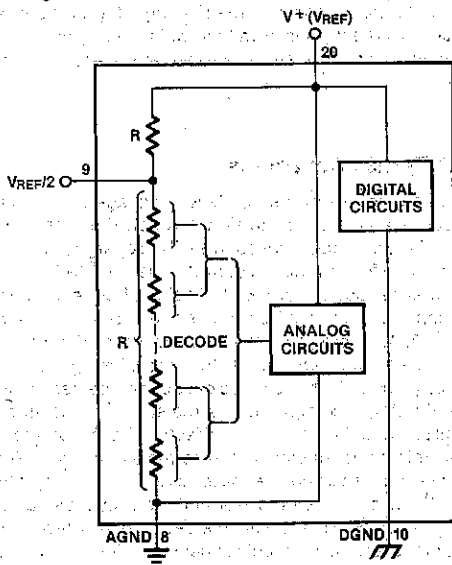 V+(VREF)
20
R
9
VREF/2
DIGITAL
CIRCUITS
R
DECODE
ANALOG
CIRCUITS
AGND 8
DGND 10